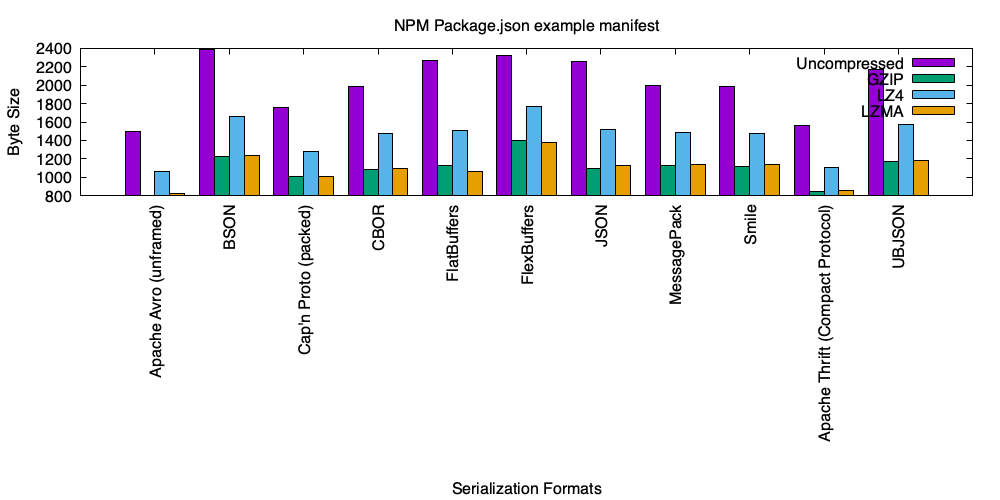 NPM Package.json example manifest
Byte Size
2400
2200
2000
1800
1600
1400
1200
1000
800
Uncompressed
GZIP
LZ4
LZMA
Apache Avro (unframed)
BSON
Cap'n Proto (packed)
CBOR
FlatBuffers
FlexBuffers
JSON
MessagePack
Smile
Apache Thrift (Compact Protocol)
UBJSON
Serialization Formats